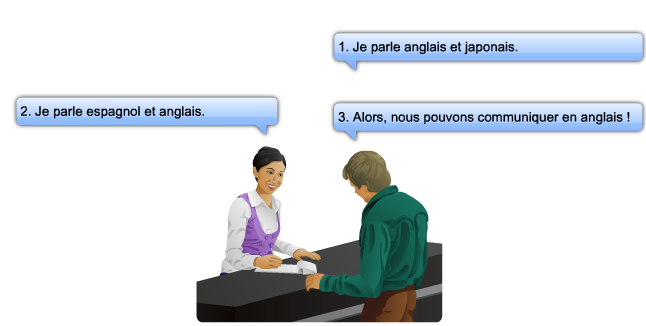 1. Je parle anglais et japonais.
2. Je parle espagnol et anglais.
3. Alors, nous pouvons communiquer en anglais !